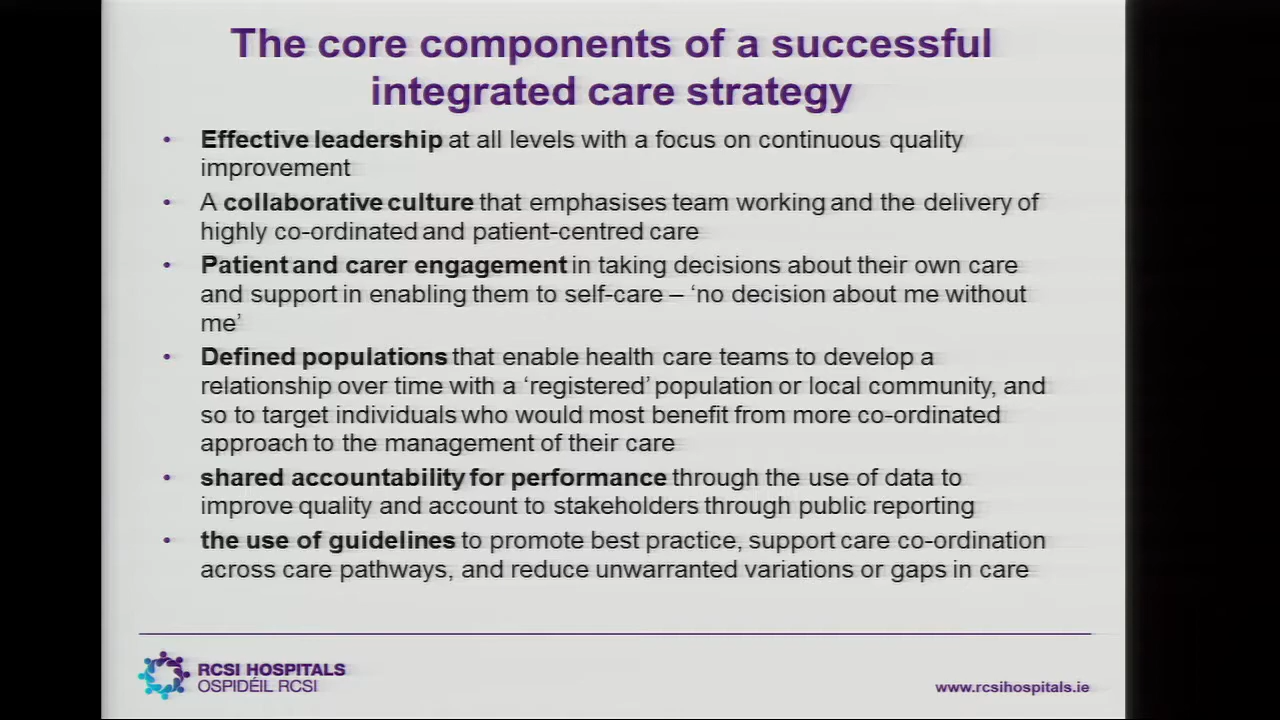 The core components of a successful
integrated care strategy
• Effective leadership at all levels with a focus on continuous quality
improvement
• A collaborative culture that emphasises team working and the delivery of
highly co-ordinated and patient-centred care
• Patient and carer engagement in taking decisions about their own care
and support in enabling them to self-care – ‘no decision about me without
me’
• Defined populations that enable health care teams to develop a
relationship over time with a ‘registered’ population or local community, and
so to target individuals who would most benefit from more co-ordinated
approach to the management of their care
• shared accountability for performance through the use of data to
improve quality and account to stakeholders through public reporting
• the use of guidelines to promote best practice, support care co-ordination
across care pathways, and reduce unwarranted variations or gaps in care
RCSI HOSPITALS
OSPIDÉIL RCSI
www.rcsihospitals.ie